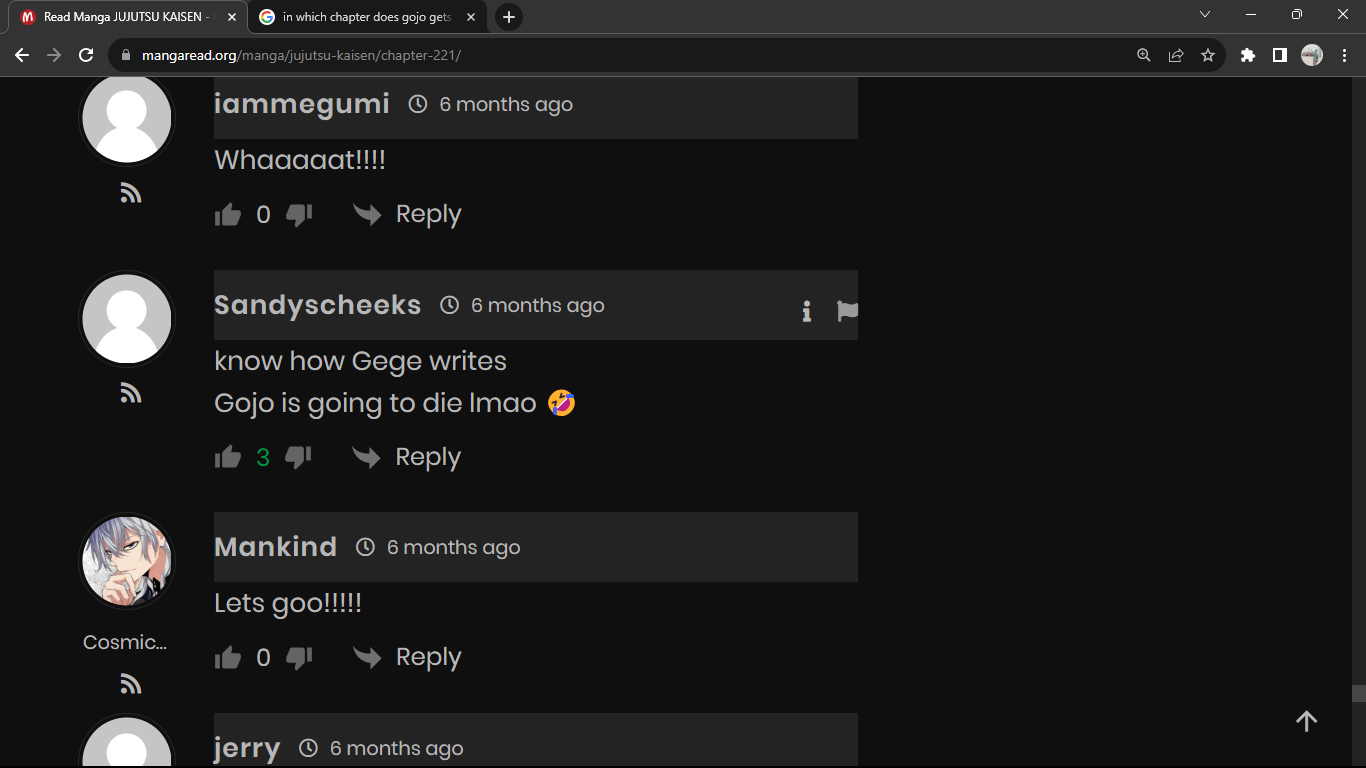 Read Manga JUJUTSU KAISEN -
in which chapter does gojo gets
mangaread.org/manga/jujutsu-kaisen/chapter-221/
iammegumi 6 months ago
Whaaaaat!!!!
0 Reply
Sandyscheeks 6 months ago
know how Gege writes
Gojo is going to die lmao 🤣
3 Reply
Mankind 6 months ago
Lets goo!!!!!
Cosmic...
0 Reply
jerry 6 months ago